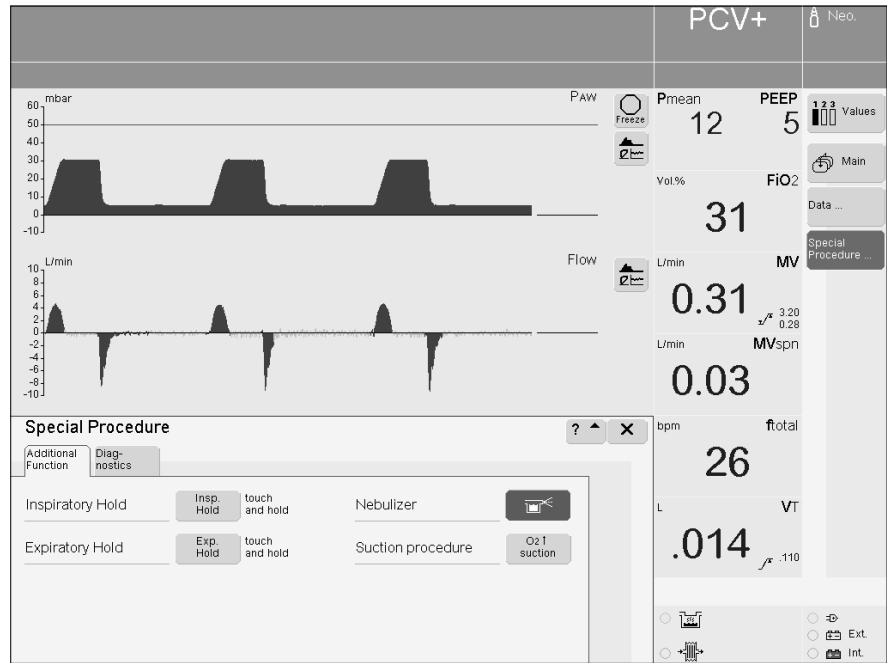 PCV+
Neo.
mbar
Paw
60
50
40
30
20
10
0
-10
Freeze
Pmean
PEEP
12
5
1 2 3
Values
Main
Vol.%
FiO2
31
Data ...
Special
Procedure ...
L/min
Flow
10
8
6
4
2
0
-2
-4
-6
-8
-10
L/min
MV
0.31
3.20
0.28
L/min
MVspn
0.03
Special Procedure
?
X
Additional
Function
Diag-
nostics
bpm
ftotal
26
Inspiratory Hold
Insp.
Hold
touch
and hold
Nebulizer
Expiratory Hold
Exp.
Hold
touch
and hold
Suction procedure
O2↑
suction
L
VT
.014
.110
Ext.
Int.